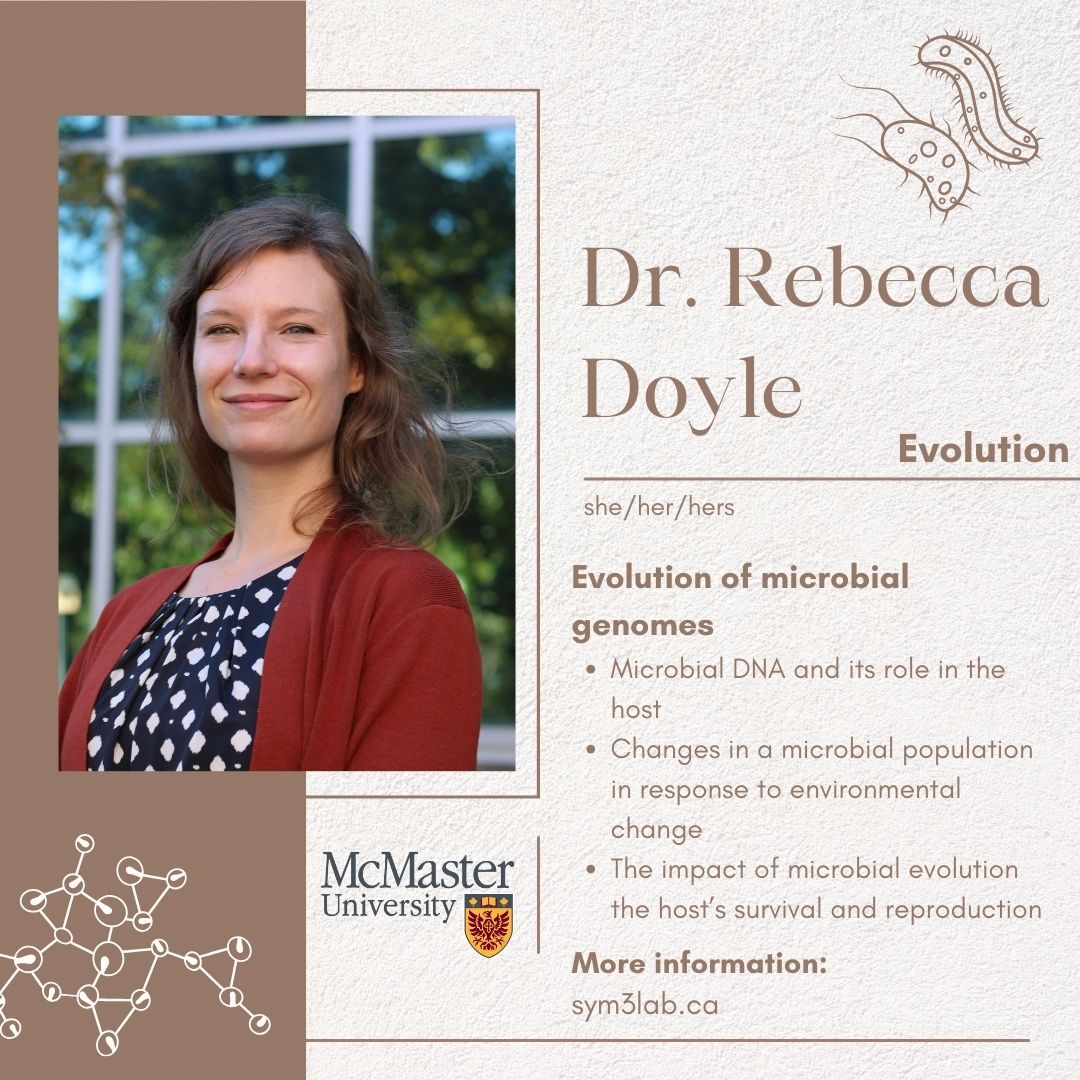 Dr. Rebecca
Doyle
Evolution
she/her/hers
Evolution of microbial
genomes
• Microbial DNA and its role in the
host
• Changes in a microbial population
in response to environmental
change
• The impact of microbial evolution
the host's survival and reproduction
More information:
sym3lab.ca
McMaster
University